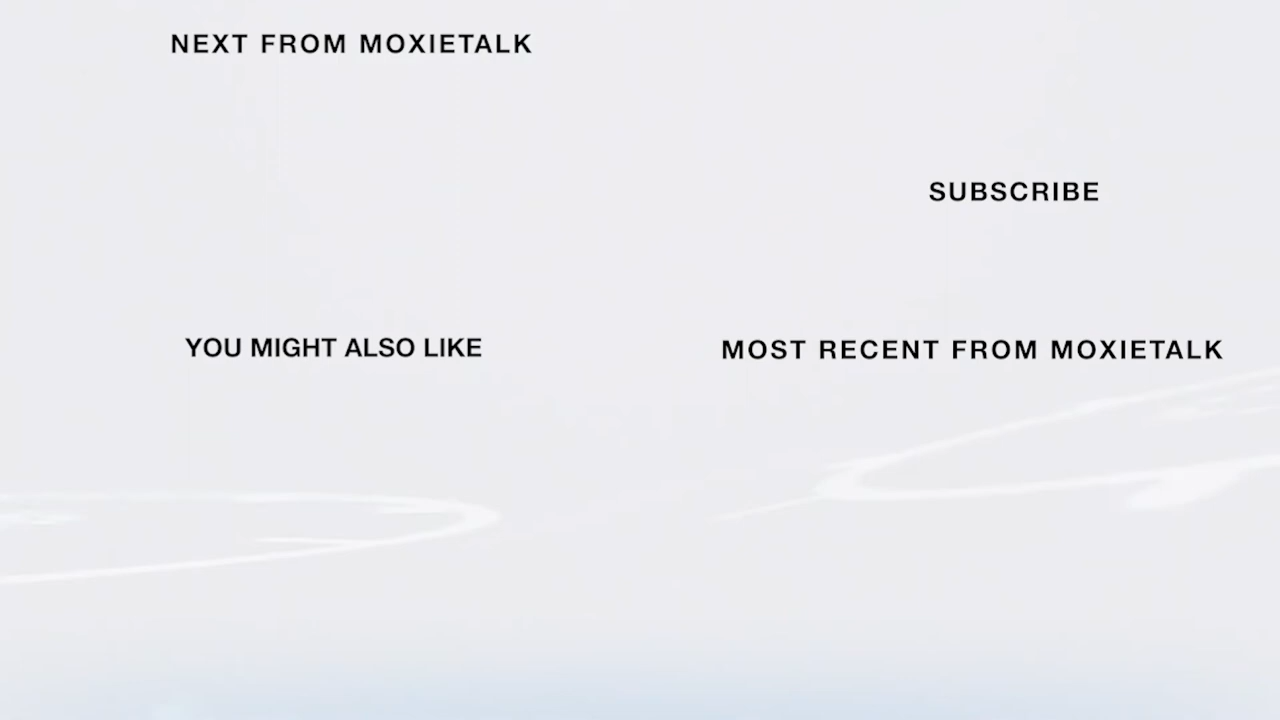 NEXT FROM MOXIETALK
SUBSCRIBE
YOU MIGHT ALSO LIKE
MOST RECENT FROM MOXIETALK